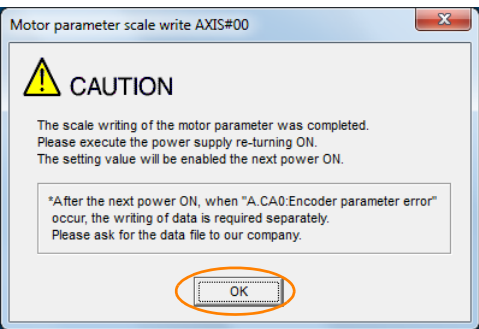 Motor parameter scale write AXIS#00
CAUTION
The scale writing of the motor parameter was completed.
Please execute the power supply re-turning ON.
The setting value will be enabled the next power ON.
*After the next power ON, when "A.CA0:Encoder parameter error"
occur, the writing of data is required separately.
Please ask for the data file to our company.
OK